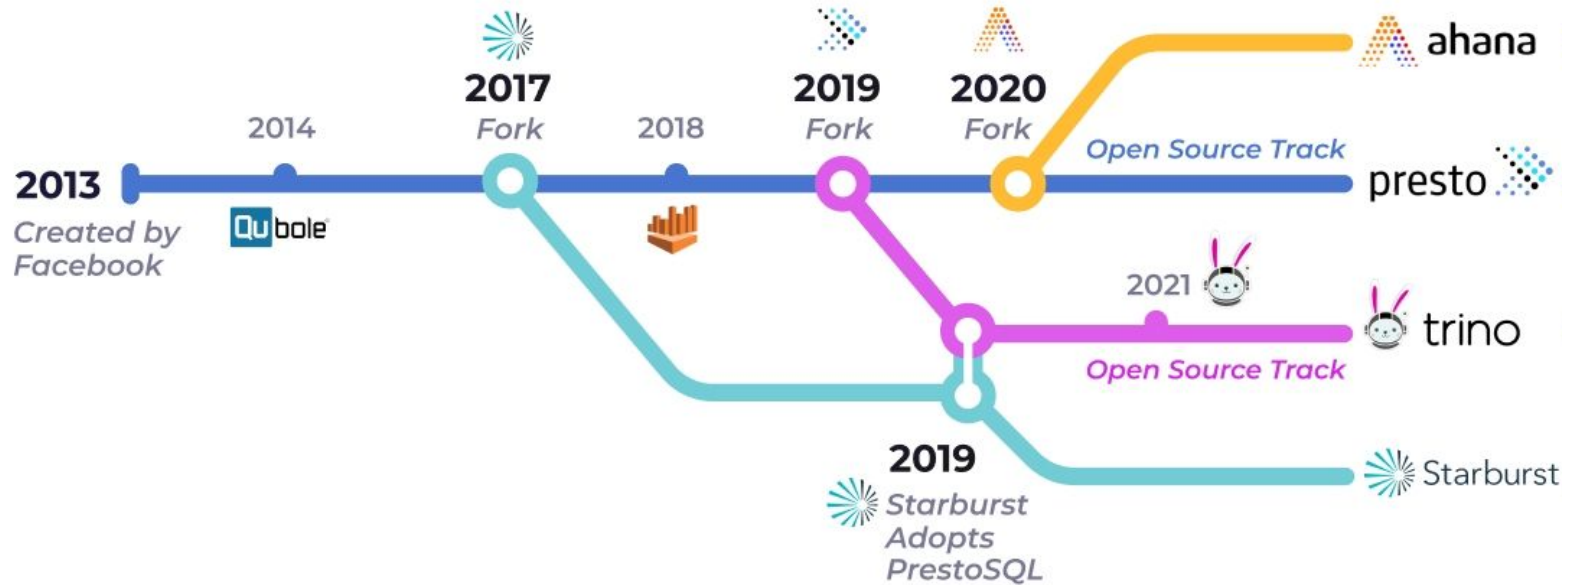 ahana
2017
2019
2020
Fork
Fork
Fork
2014
2018
Open Source Track
2013
presto
Created by
Facebook
Qubole
2021
trino
Open Source Track
2019
Starburst
Starburst
Adopts
PrestoSQL